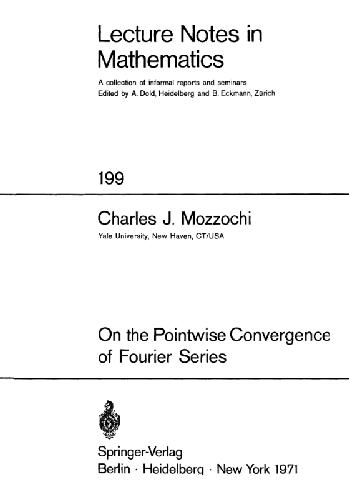 Lecture Notes in
Mathematics
A collection of informal reports and seminars
Edited by A. Dold, Heidelberg and B. Eckmann, Zürich
199
Charles J. Mozzochi
Yale University, New Haven, CT/USA
On the Pointwise Convergence
of Fourier Series
Springer-Verlag
Berlin · Heidelberg · New York 1971